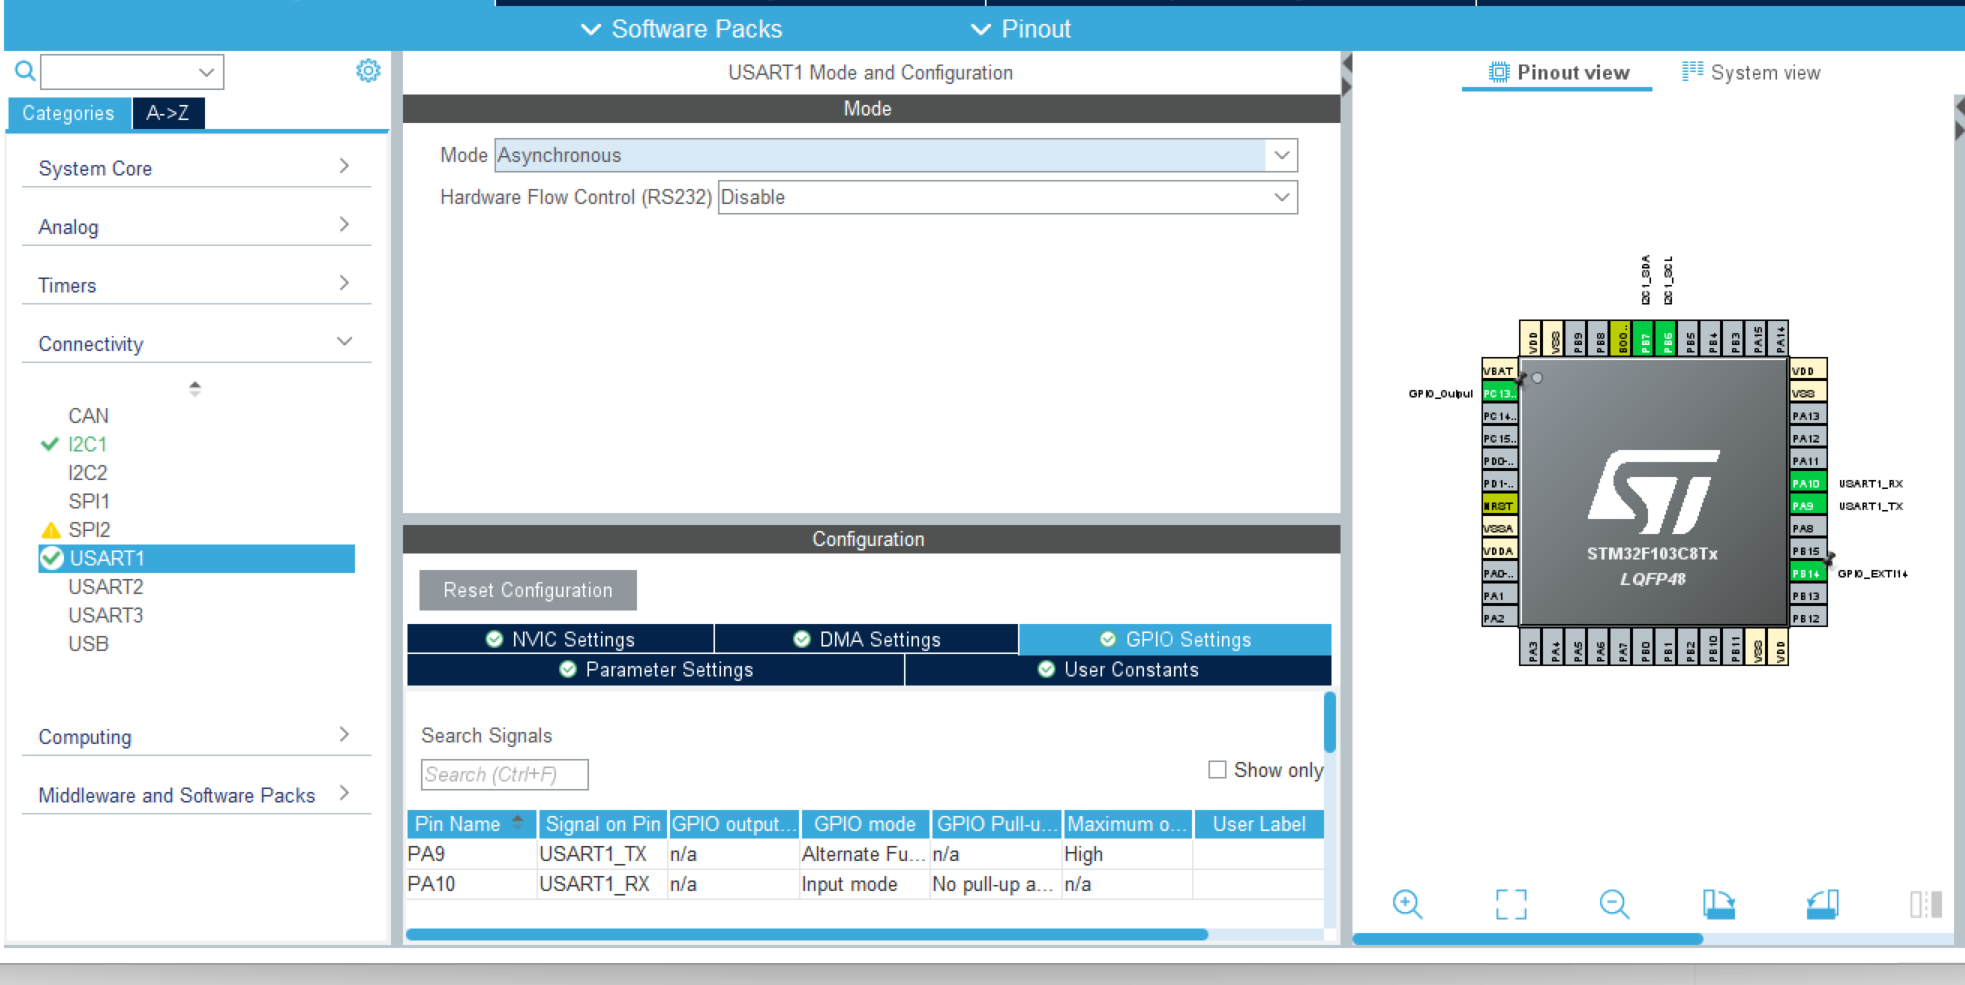 Software Packs
Pinout
Categories
A->Z
System Core
Analog
Timers
Connectivity
CAN
I2C1
I2C2
SPI1
SPI2
USART1
USART2
USART3
USB
Computing
Middleware and Software Packs
USART1 Mode and Configuration
Mode
Mode Asynchronous
Hardware Flow Control (RS232) Disable
Configuration
Reset Configuration
NVIC Settings
DMA Settings
GPIO Settings
Parameter Settings
User Constants
Search Signals
Search (Ctrl+F)
Show only
Pin Name Signal on Pin GPIO output... GPIO mode GPIO Pull-u... Maximum o... User Label
PA9 USART1_TX n/a Alternate Fu... n/a High
PA10 USART1_RX n/a Input mode No pull-up a... n/a
Pinout view
System view
I2C1_SDA
I2C1_SCL
VDD
VSS
PB9
PB8
BOO..
PB7
PB6
PB5
PB4
PB3
PA15
PA14
GPIO_Output
VBAT
PC13..
PC14..
PC15..
PD0-..
PD1-..
NRST
VSSA
VDDA
PA0-..
PA1
PA2
STM32F103C8Tx
LQFP48
VDD
VSS
PA13
PA12
PA11
PA10 USART1_RX
PA9 USART1_TX
PA8
PB15
PB14 GPIO_EXTI14
PB13
PB12
PA3
PA4
PA5
PA6
PA7
PB0
PB1
PB2
PB10
PB11
VSS
VDD